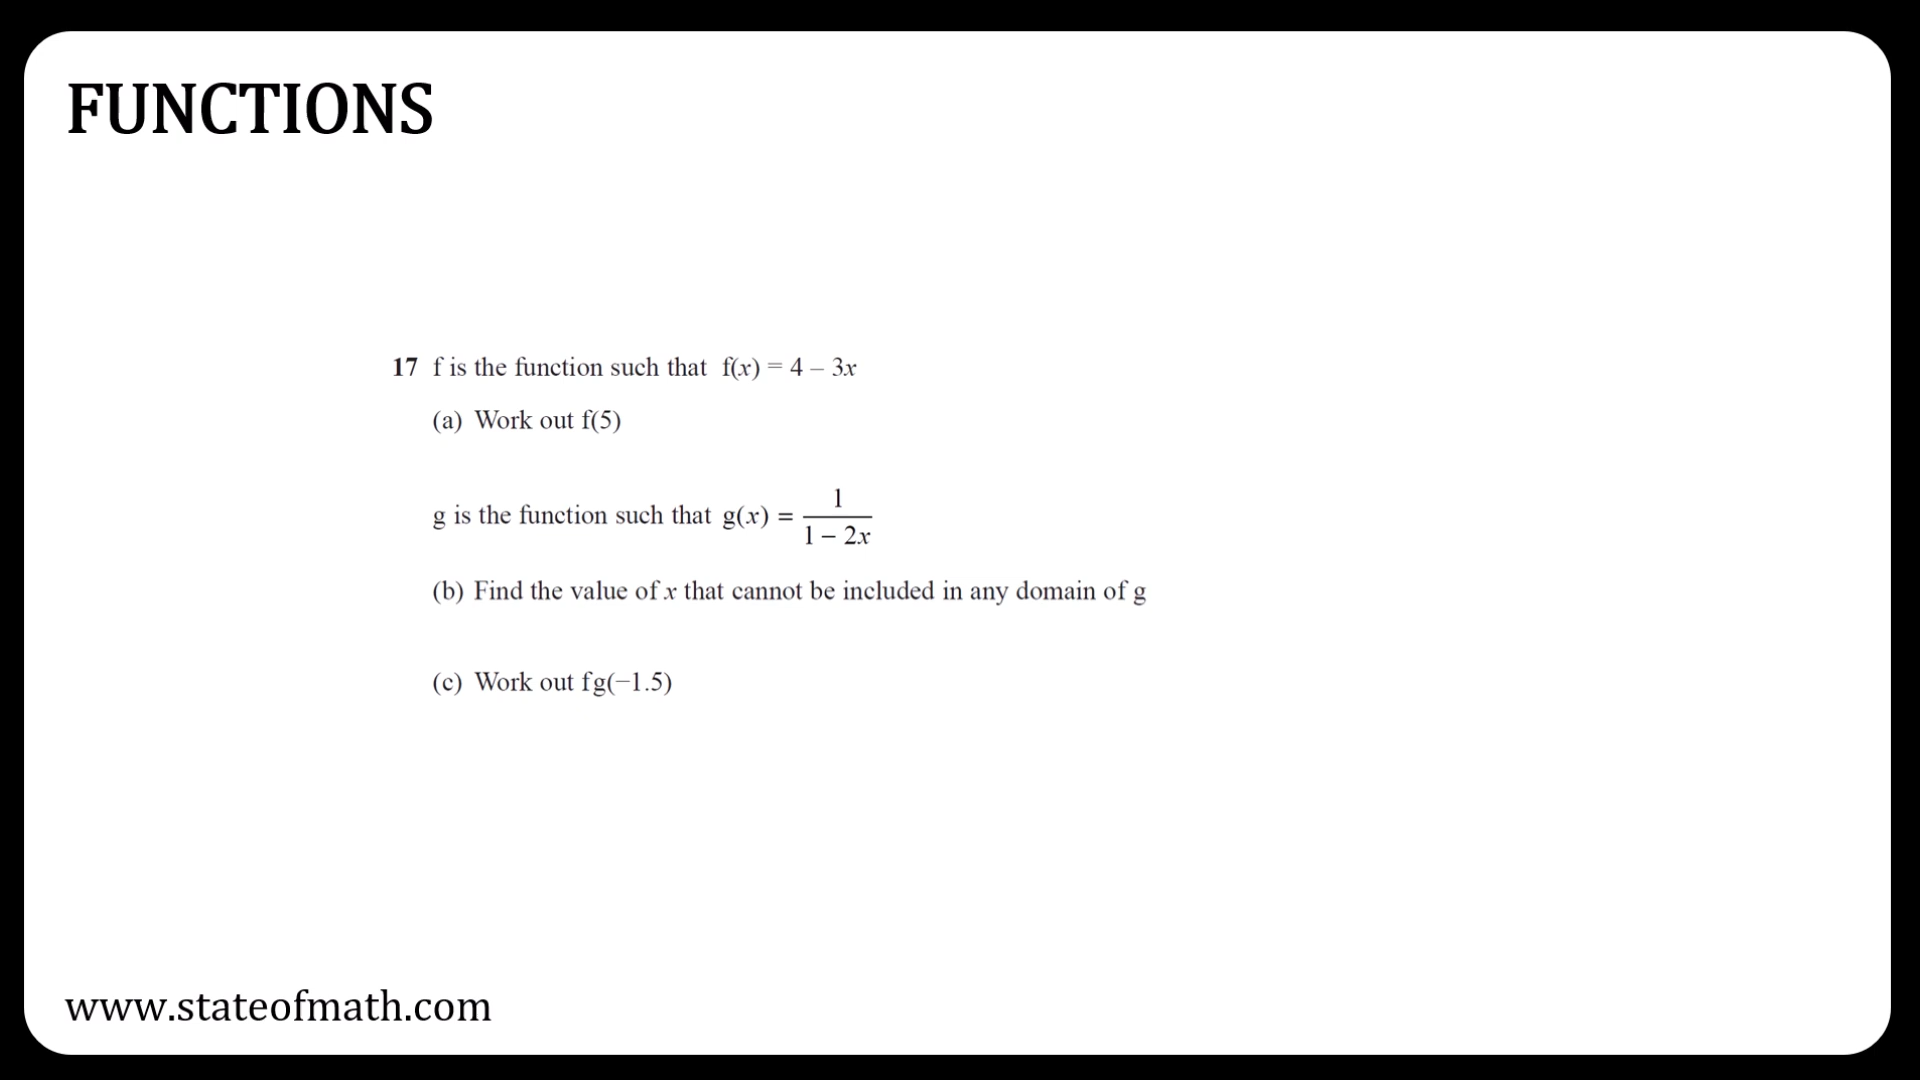 FUNCTIONS
17 f is the function such that f(x) = 4 – 3x
(a) Work out f(5)
g is the function such that g(x) = 1 / (1 – 2x)
(b) Find the value of x that cannot be included in any domain of g
(c) Work out fg(−1.5)
www.stateofmath.com